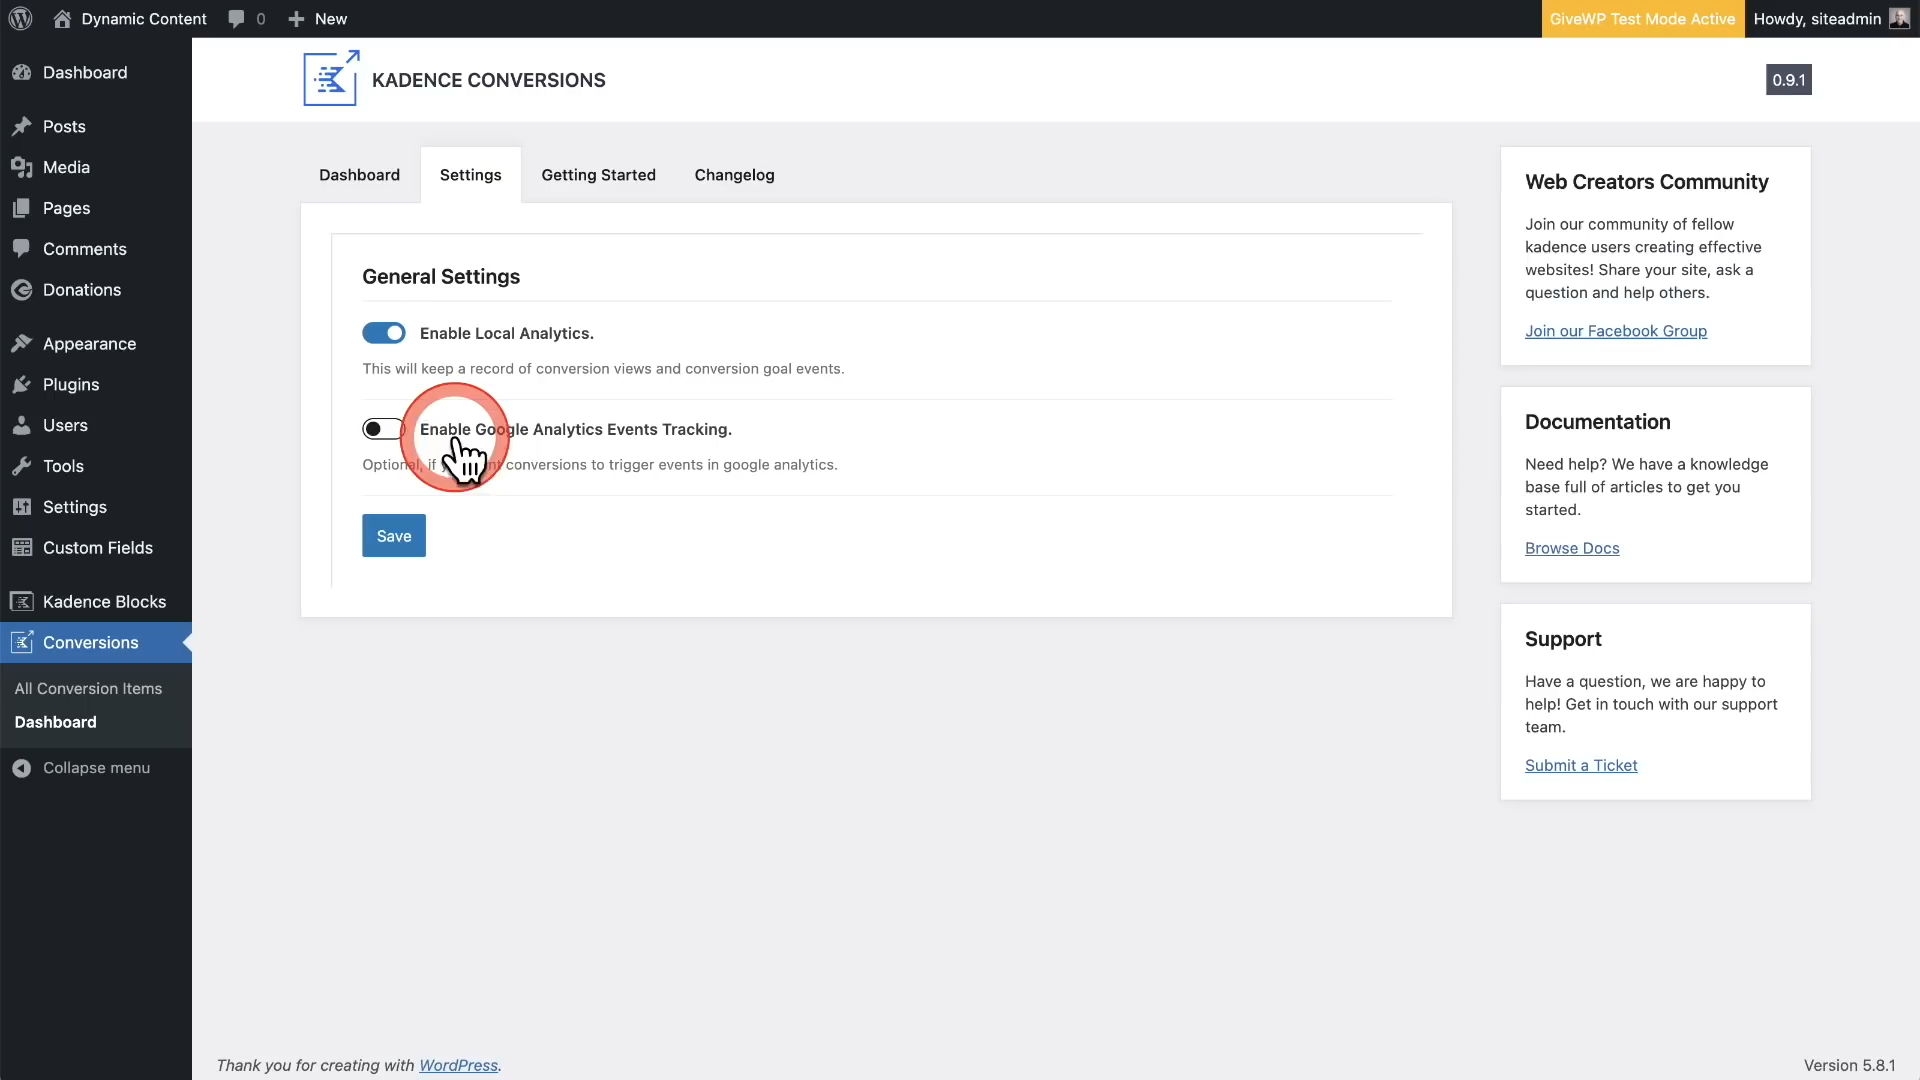 Dynamic Content
0
New
GiveWP Test Mode Active
Howdy, siteadmin
Dashboard
Posts
Media
Pages
Comments
Donations
Appearance
Plugins
Users
Tools
Settings
Custom Fields
Kadence Blocks
Conversions
All Conversion Items
Dashboard
Collapse menu
KADENCE CONVERSIONS
0.9.1
Dashboard
Settings
Getting Started
Changelog
General Settings
Enable Local Analytics.
This will keep a record of conversion views and conversion goal events.
Enable Google Analytics Events Tracking.
Optional, if conversions to trigger events in google analytics.
Save
Web Creators Community
Join our community of fellow
kadence users creating effective
websites! Share your site, ask a
question and help others.
Join our Facebook Group
Documentation
Need help? We have a knowledge
base full of articles to get you
started.
Browse Docs
Support
Have a question, we are happy to
help! Get in touch with our support
team.
Submit a Ticket
Thank you for creating with WordPress.
Version 5.8.1